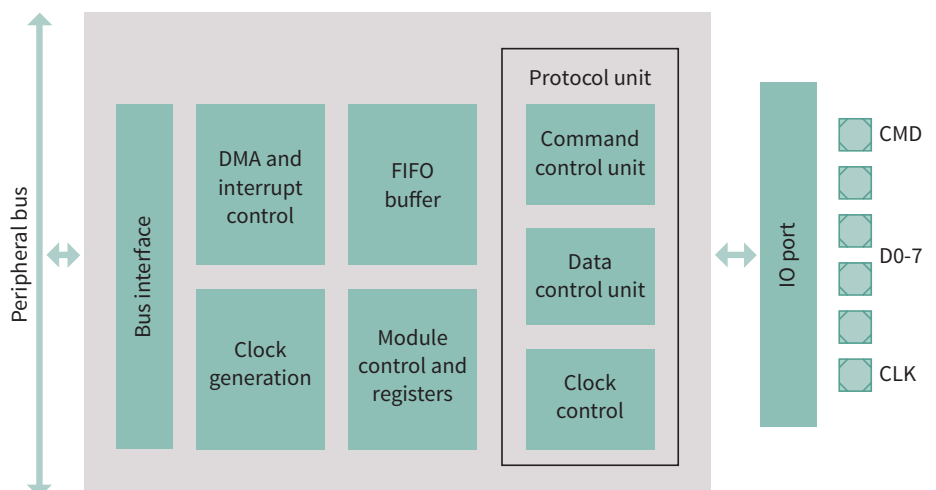 Peripheral bus
Bus interface
DMA and
interrupt
control
FIFO
buffer
Clock
generation
Module
control and
registers
Protocol unit
Command
control unit
Data
control unit
Clock
control
IO port
CMD
D0-7
CLK